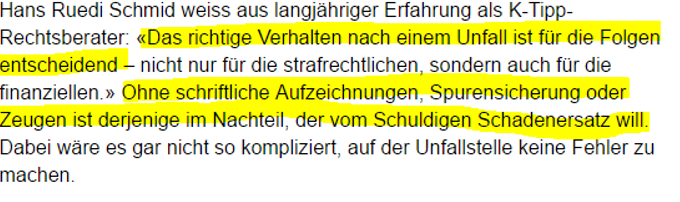 Hans Ruedi Schmid weiss aus langjähriger Erfahrung als K-Tipp-
Rechtsberater: «Das richtige Verhalten nach einem Unfall ist für die Folgen
entscheidend – nicht nur für die strafrechtlichen, sondern auch für die
finanziellen.» Ohne schriftliche Aufzeichnungen, Spurensicherung oder
Zeugen ist derjenige im Nachteil, der vom Schuldigen Schadenersatz will.
Dabei wäre es gar nicht so kompliziert, auf der Unfallstelle keine Fehler zu
machen.